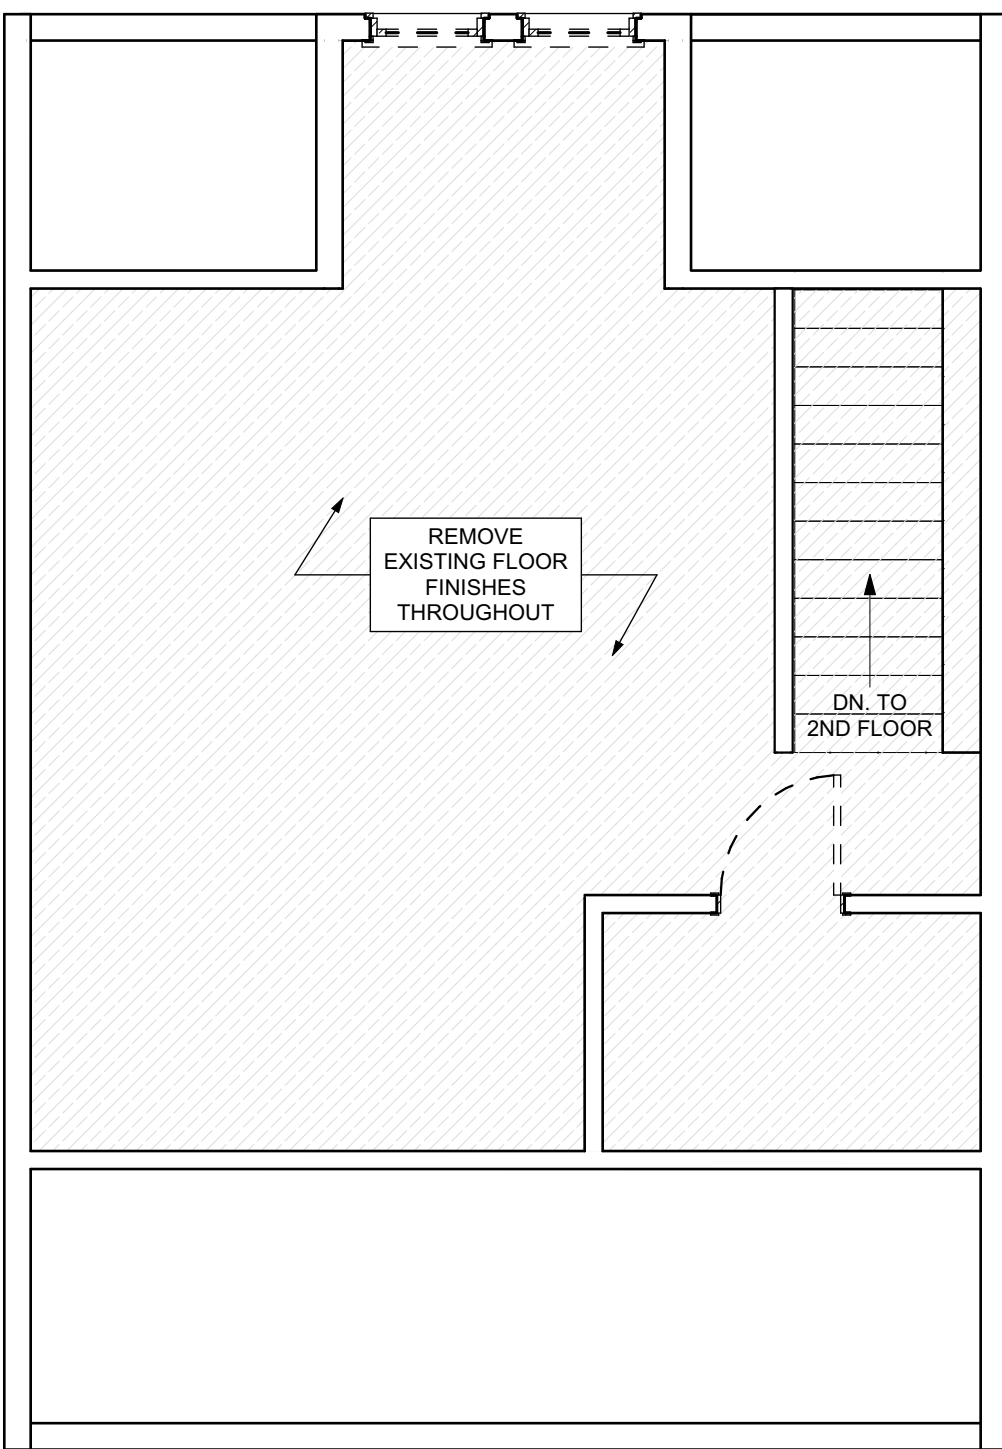 REMOVE
EXISTING FLOOR
FINISHES
THROUGHOUT
DN. TO
2ND FLOOR